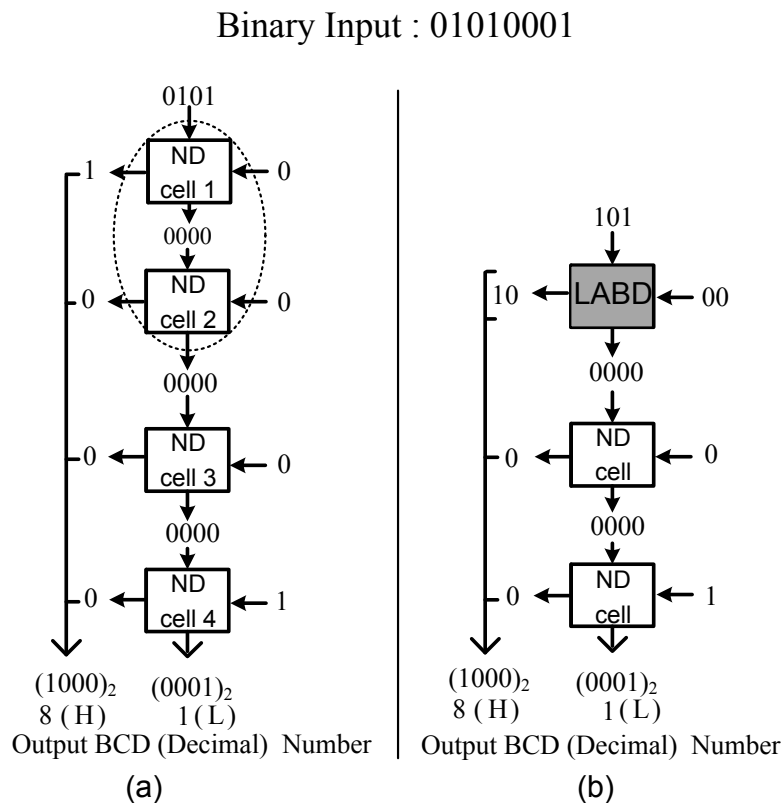 Binary Input : 01010001
0101
ND
cell 1
1
0
0000
ND
cell 2
0
0
0000
ND
cell 3
0
0
0000
ND
cell 4
0
1
(1000)2
(0001)2
8 (H)
1 (L)
Output BCD (Decimal) Number
(a)
101
LABD
10
00
0000
ND
cell
0
0
0000
ND
cell
0
1
(1000)2
(0001)2
8 (H)
1 (L)
Output BCD (Decimal) Number
(b)